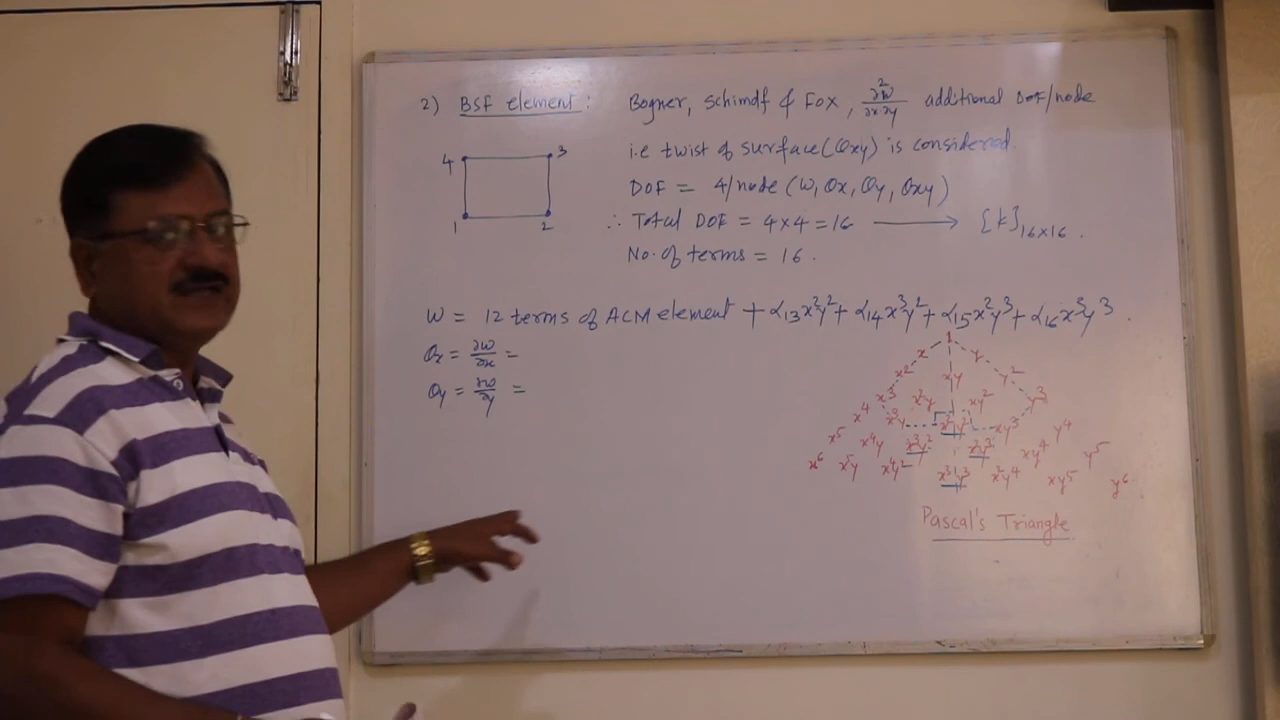 2) BSF element : Bogner, Schimdf & Fox, ∂²w/∂x∂y additional DOF/node
4 3
i.e twist of surface (θxy) is considered.
DOF = 4/node (w, θx, θy, θxy)
1 2
∴ Total DOF = 4×4 = 16 ⟶ [k]16×16 .
No. of terms = 16 .
W = 12 terms of ACM element + α13x²y² + α14x³y² + α15x²y³ + α16x³y³ .
θx = ∂w/∂x =
θy = ∂w/∂y =
1
x y
x² xy y²
x³ x²y xy² y³
x⁴ x³y x²y² xy³ y⁴
x⁵ x⁴y x³y² x²y³ xy⁴ y⁵
x⁶ x⁵y x⁴y² x³y³ x²y⁴ xy⁵ y⁶
Pascal's Triangle